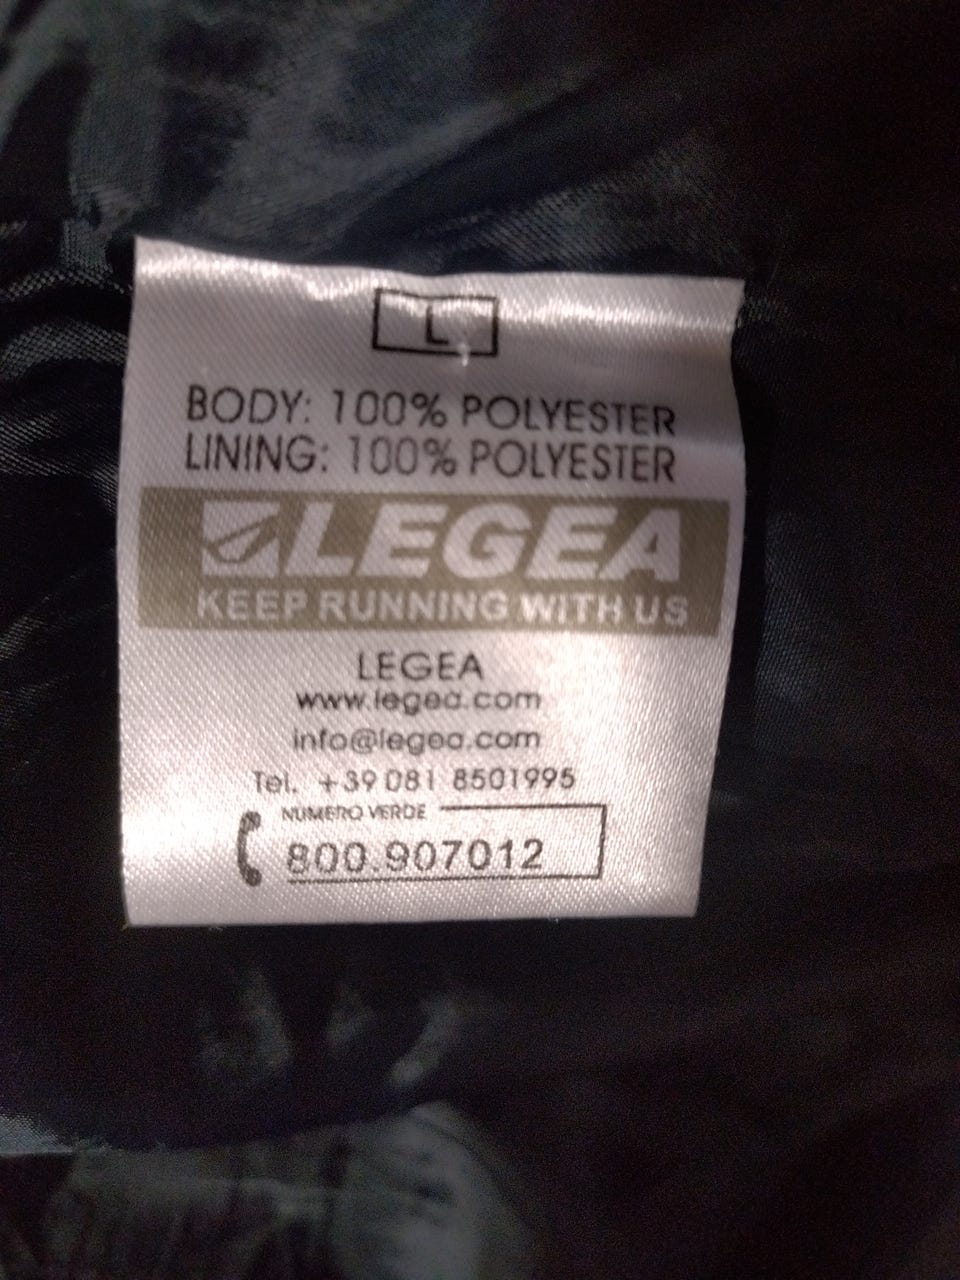 L
BODY: 100% POLYESTER
LINING: 100% POLYESTER
LEGEA
KEEP RUNNING WITH US
LEGEA
www.legea.com
info@legea.com
Tel. +39 081 8501995
NUMERO VERDE
800.907012